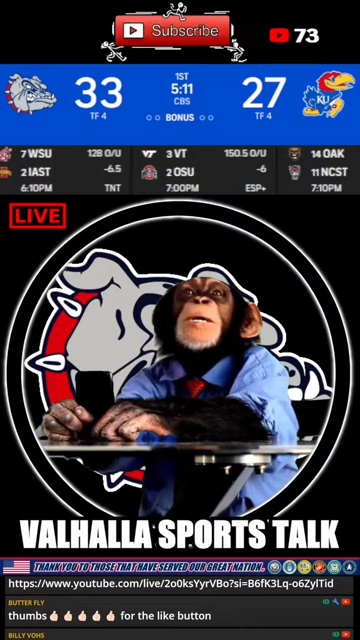 Subscribe
73
33
TF 4
1ST
5:11
CBS
BONUS
27
TF 4
KU
7 WSU 128 O/U
2 IAST -6.5
6:10PM TNT
3 VT 150.5 O/U
2 OSU -6
7:00PM ESP+
14 OAK
11 NCST
7:10PM
LIVE
VALHALLA SPORTS TALK
THANK YOU TO THOSE THAT HAVE SERVED OUR GREAT NATION.
https://www.youtube.com/live/2o0ksYyrVBo?si=B6fK3Lq-o6ZylTid
BUTTER FLY
thumbs👍🏻👍🏻👍🏻👍🏻👍🏻 for the like button
BILLY VOHS